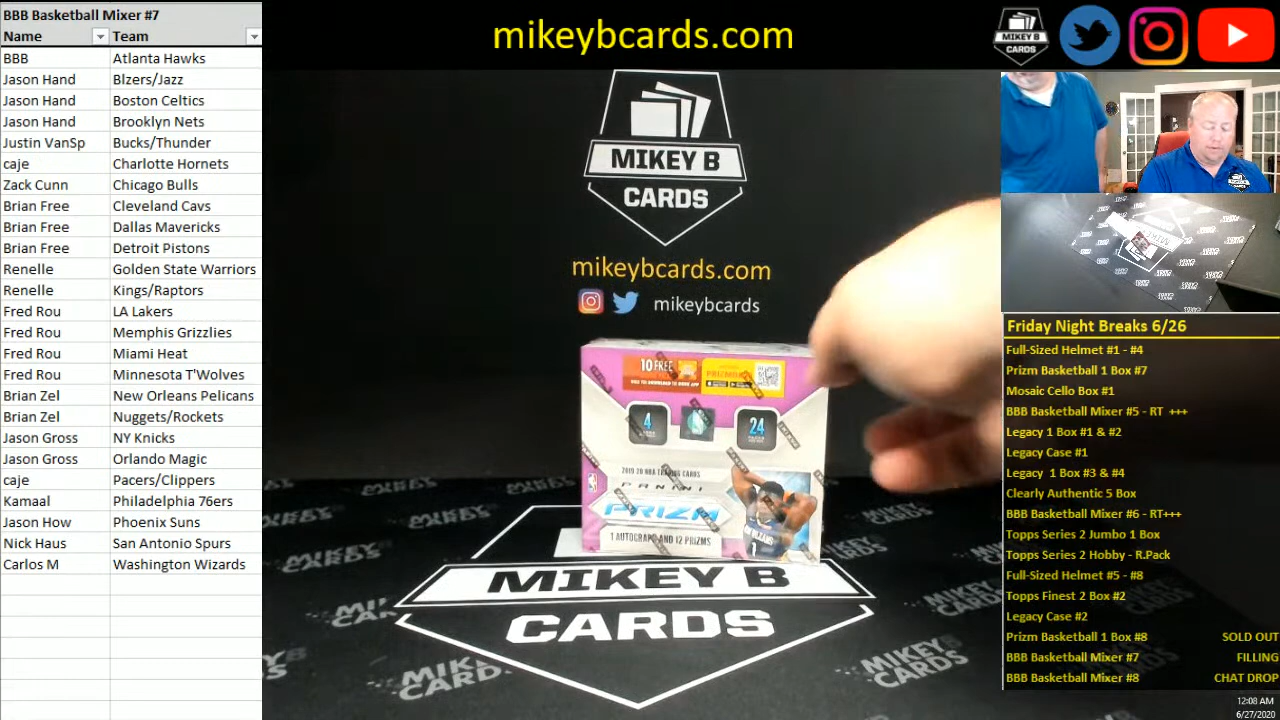 BBB Basketball Mixer #7
Name Team
BBB Atlanta Hawks
Jason Hand Blzers/Jazz
Jason Hand Boston Celtics
Jason Hand Brooklyn Nets
Justin VanSp Bucks/Thunder
caje Charlotte Hornets
Zack Cunn Chicago Bulls
Brian Free Cleveland Cavs
Brian Free Dallas Mavericks
Brian Free Detroit Pistons
Renelle Golden State Warriors
Renelle Kings/Raptors
Fred Rou LA Lakers
Fred Rou Memphis Grizzlies
Fred Rou Miami Heat
Fred Rou Minnesota T'Wolves
Brian Zel New Orleans Pelicans
Brian Zel Nuggets/Rockets
Jason Gross NY Knicks
Jason Gross Orlando Magic
caje Pacers/Clippers
Kamaal Philadelphia 76ers
Jason How Phoenix Suns
Nick Haus San Antonio Spurs
Carlos M Washington Wizards
mikeybcards.com
MIKEY B
CARDS
MIKEY B
CARDS
mikeybcards.com
mikeybcards
10 FREE
4
24
2019-20 NBA TRADING CARDS
PANINI
PRIZM
1 AUTOGRAPH AND 12 PRIZMS
MIKEY B
CARDS
Friday Night Breaks 6/26
Full-Sized Helmet #1 - #4
Prizm Basketball 1 Box #7
Mosaic Cello Box #1
BBB Basketball Mixer #5 - RT +++
Legacy 1 Box #1 & #2
Legacy Case #1
Legacy 1 Box #3 & #4
Clearly Authentic 5 Box
BBB Basketball Mixer #6 - RT+++
Topps Series 2 Jumbo 1 Box
Topps Series 2 Hobby - R.Pack
Full-Sized Helmet #5 - #8
Topps Finest 2 Box #2
Legacy Case #2
Prizm Basketball 1 Box #8 SOLD OUT
BBB Basketball Mixer #7 FILLING
BBB Basketball Mixer #8 CHAT DROP
12:08 AM
6/27/2020